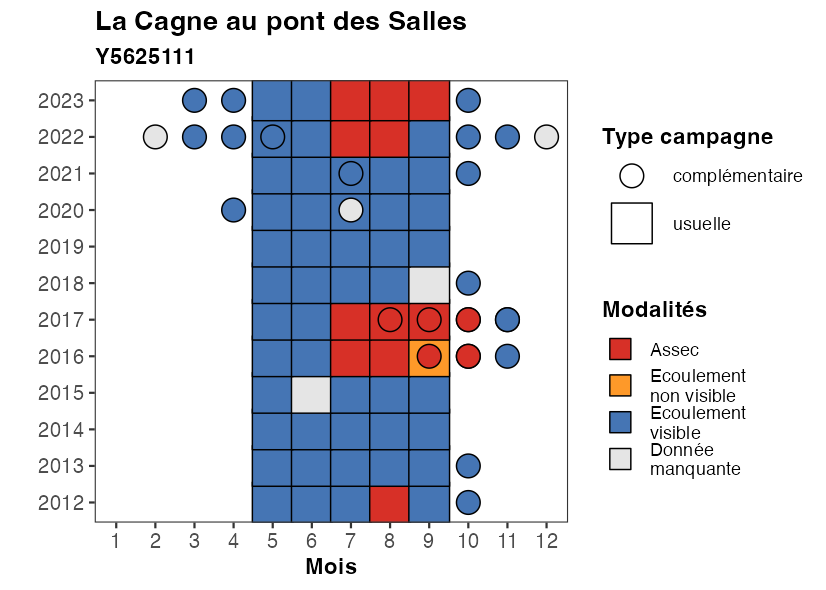 La Cagne au pont des Salles
Y5625111
2023
2022
2021
2020
2019
2018
2017
2016
2015
2014
2013
2012
1 2 3 4 5 6 7 8 9 10 11 12
Mois
Type campagne
complémentaire
usuelle
Modalités
Assec
Ecoulement
non visible
Ecoulement
visible
Donnée
manquante